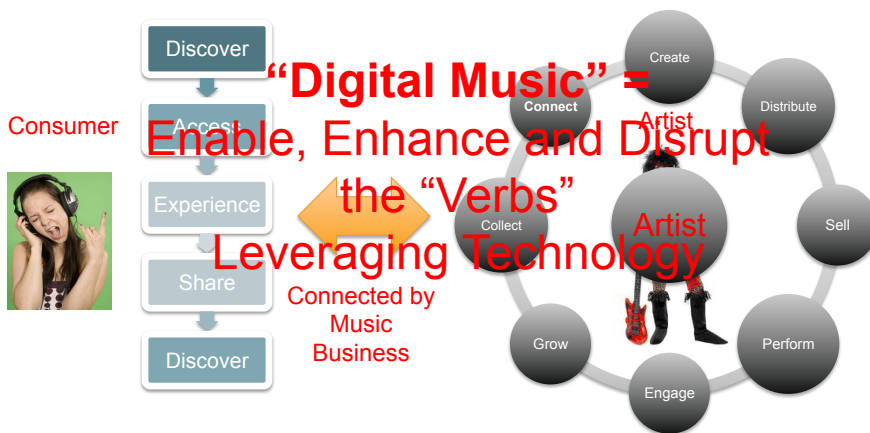 Discover
Access
Experience
Share
Discover
Consumer
“Digital Music” =
Enable, Enhance and Disrupt
the “Verbs”
Leveraging Technology
Connected by
Music
Business
Create
Distribute
Sell
Perform
Engage
Grow
Collect
Connect
Artist
Artist